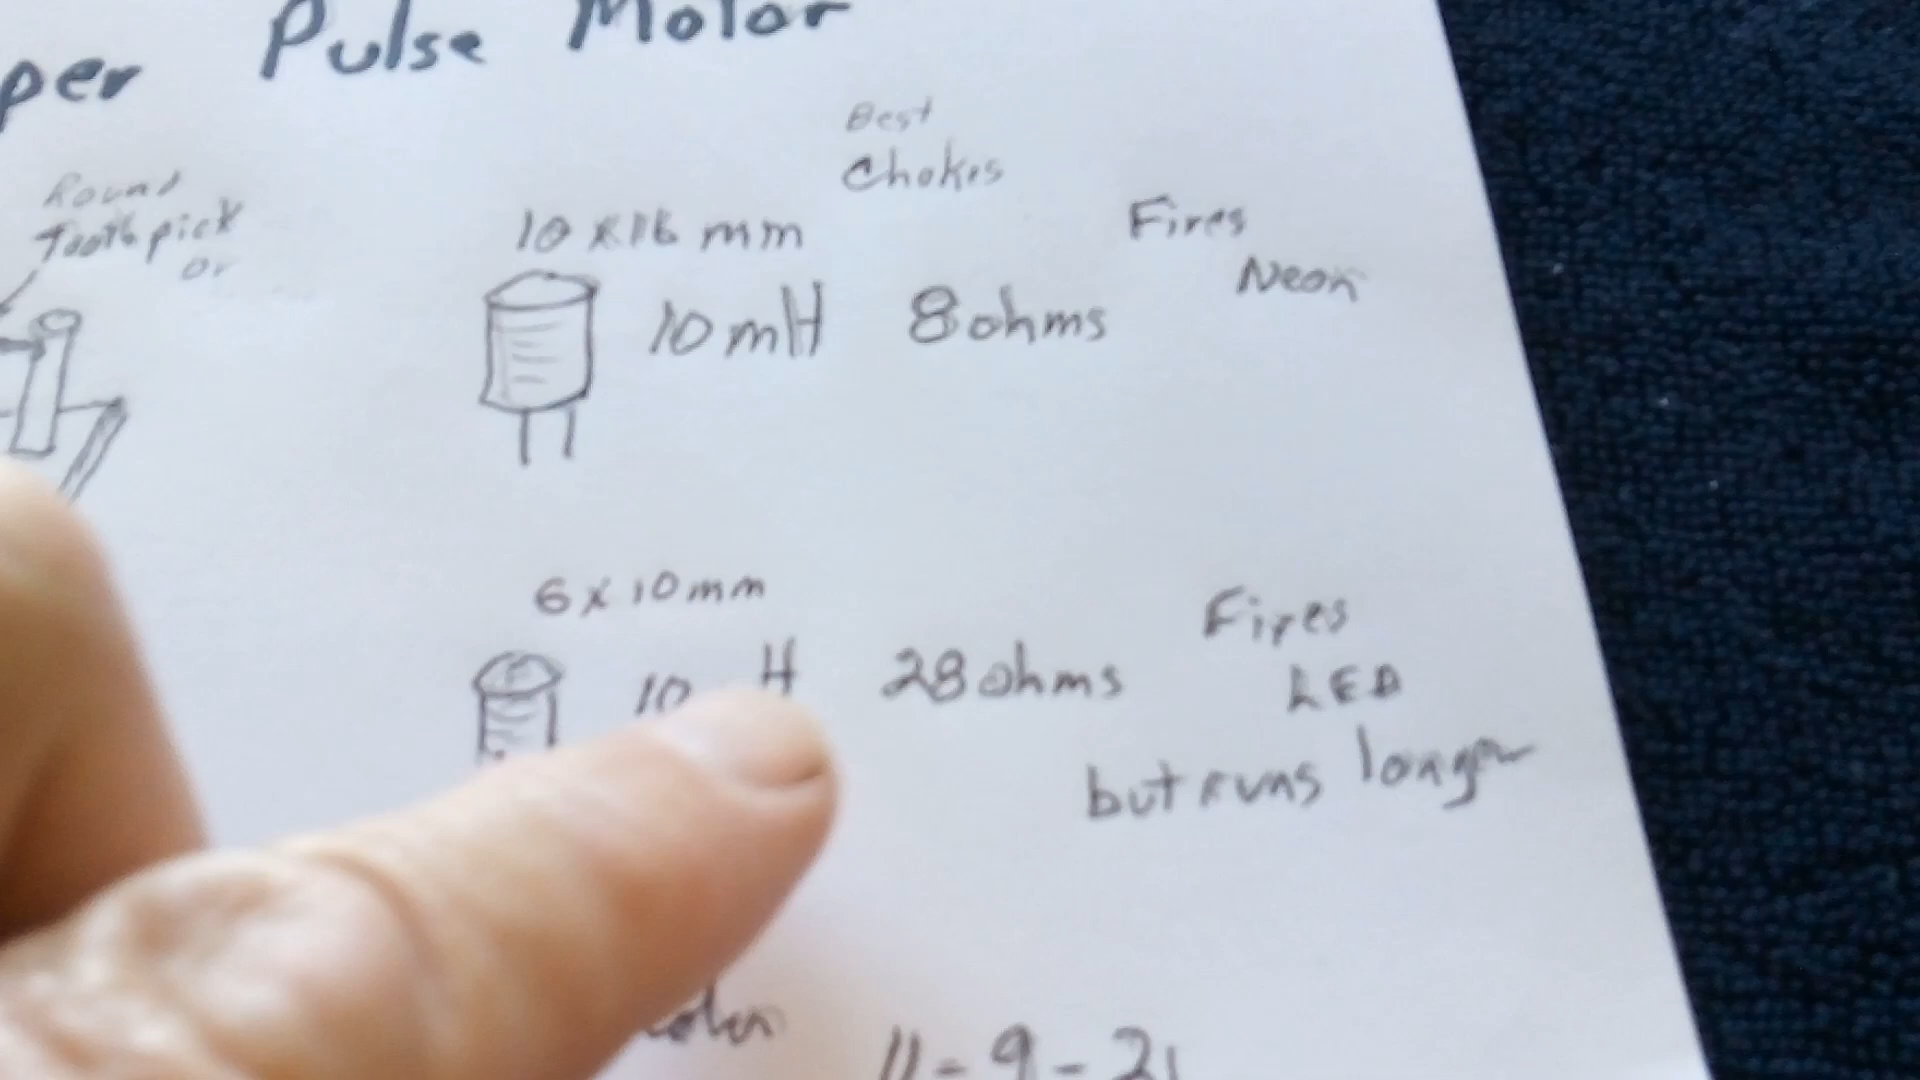 per Pulse Motor
Best
Chokes
Round
Toothpick
or
10 x 16 mm
Fires
Neon
10 mH 8 ohms
6 x 10 mm
Fires
LED
10 H 28 ohms
but runs longer
11-9-21